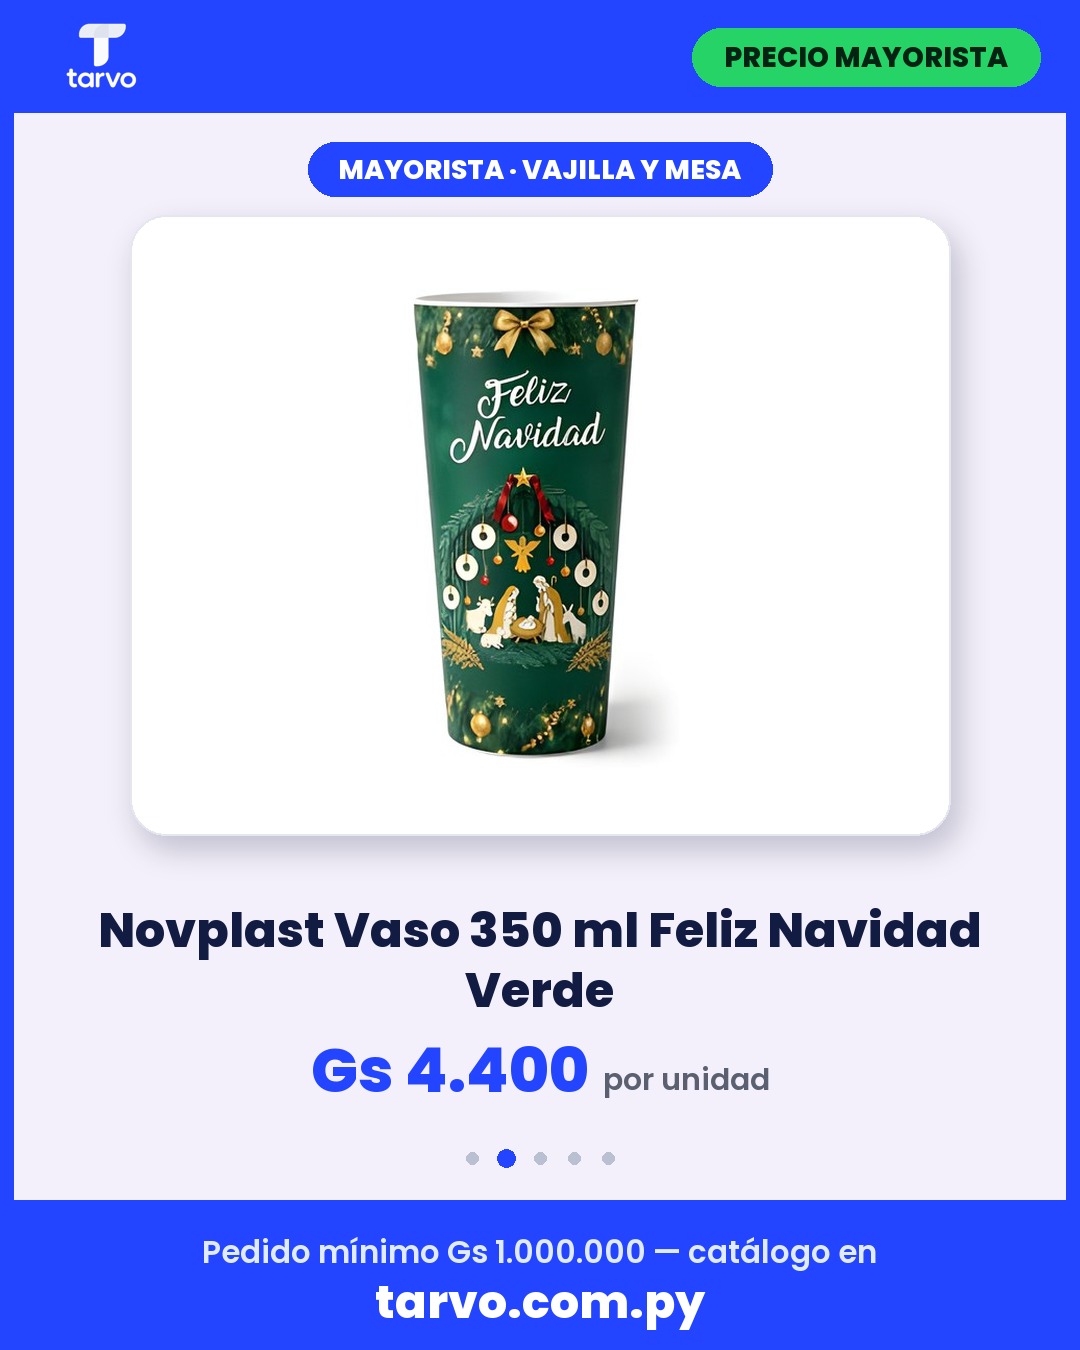 tarvo
PRECIO MAYORISTA
MAYORISTA · VAJILLA Y MESA
Feliz
Navidad
Novplast Vaso 350 ml Feliz Navidad
Verde
Gs 4.400 por unidad
Pedido mínimo Gs 1.000.000 — catálogo en
tarvo.com.py